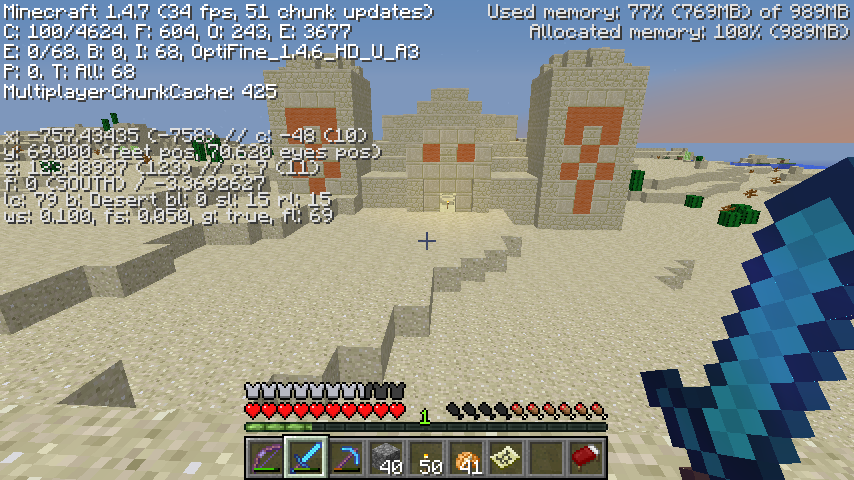 Minecraft 1.4.7 (34 fps, 51 chunk updates)
C: 100/4624, F: 604, O: 243, E: 3677
E: 0/68, B: 0, I: 68, OptiFine_1.4.6_HD_U_A3
P: 0, T: All: 68
MultiplayerChunkCache: 425
Used memory: 77% (769MB) of 989MB
Allocated memory: 100% (989MB)
x: -757.43435 (-758) // c: -48 (10)
y: 69.000 (feet pos, 70.620 eyes pos)
(123) // c: 7 (11)
f: 0 (SOUTH) / -3.3692627
lc: 79 b: Desert bl: 0 sl: 15 rl: 15
ws: 0.100, fs: 0.050, g: true, fl: 69
1
40
50
41